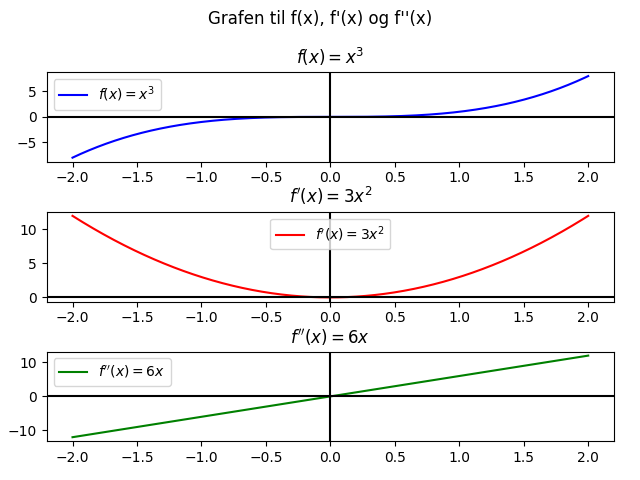 Grafen til f(x), f'(x) og f''(x)
f(x) = x³
f(x) = x³
5
0
−5
−2.0 −1.5 −1.0 −0.5 0.0 0.5 1.0 1.5 2.0
f′(x) = 3x²
f′(x) = 3x²
10
5
0
−2.0 −1.5 −1.0 −0.5 0.0 0.5 1.0 1.5 2.0
f′′(x) = 6x
f′′(x) = 6x
10
0
−10
−2.0 −1.5 −1.0 −0.5 0.0 0.5 1.0 1.5 2.0